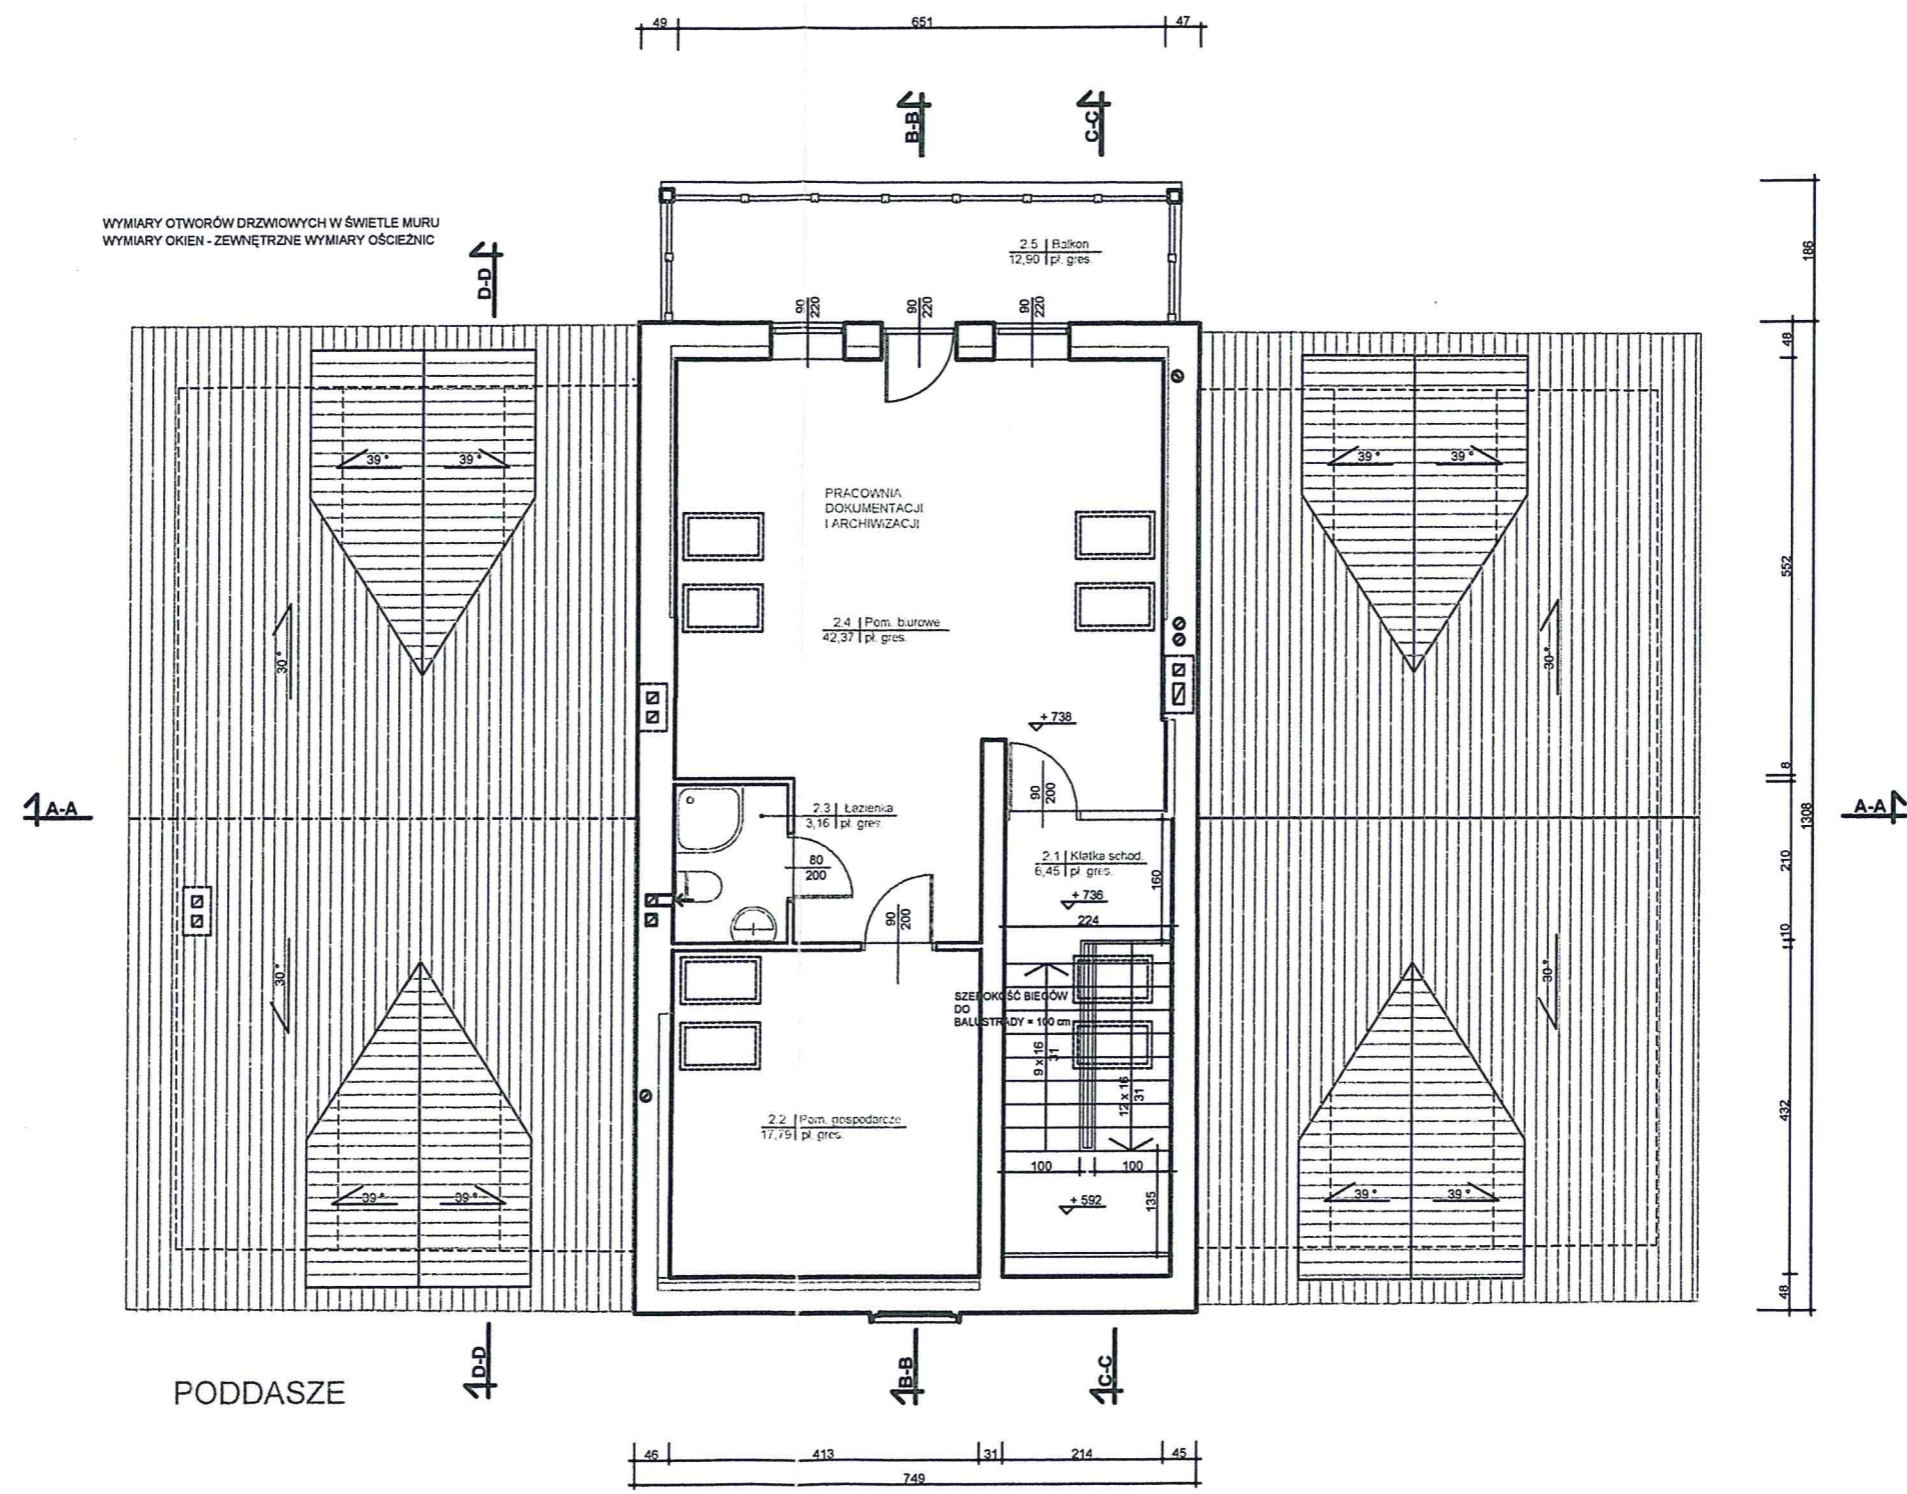 49 651 47
B-B C-C
WYMIARY OTWORÓW DRZWIOWYCH W ŚWIETLE MURU
WYMIARY OKIEN - ZEWNĘTRZNE WYMIARY OŚCIEŻNIC
D-D
2.5 Balkon
12,90 pł. gres.
186
90 220 90 220 90 220
48
39 ° 39 ° 39 ° 39 °
PRACOWNIA
DOKUMENTACJI
I ARCHIWIZACJI
552
2.4 Pom. biurowe
42,37 pł. gres.
30 ° 30 °
+ 738
8
90 200
A-A A-A
1308
2.3 Łazienka
3,16 pł. gres.
80
200
2.1 Klatka schod.
6,45 pł. gres.
160
210
+ 736
224
90 200
10
30 ° 30 °
SZEROKOŚĆ BIEGÓW
DO
BALUSTRADY = 100 cm
9 x 16
31
12 x 16
31
2.2 Pom. gospodarcze
17,79 pł. gres.
432
100 100
39 ° 39 ° 39 ° 39 °
+ 592
135
48
D-D B-B C-C
PODDASZE
46 413 31 214 45
749